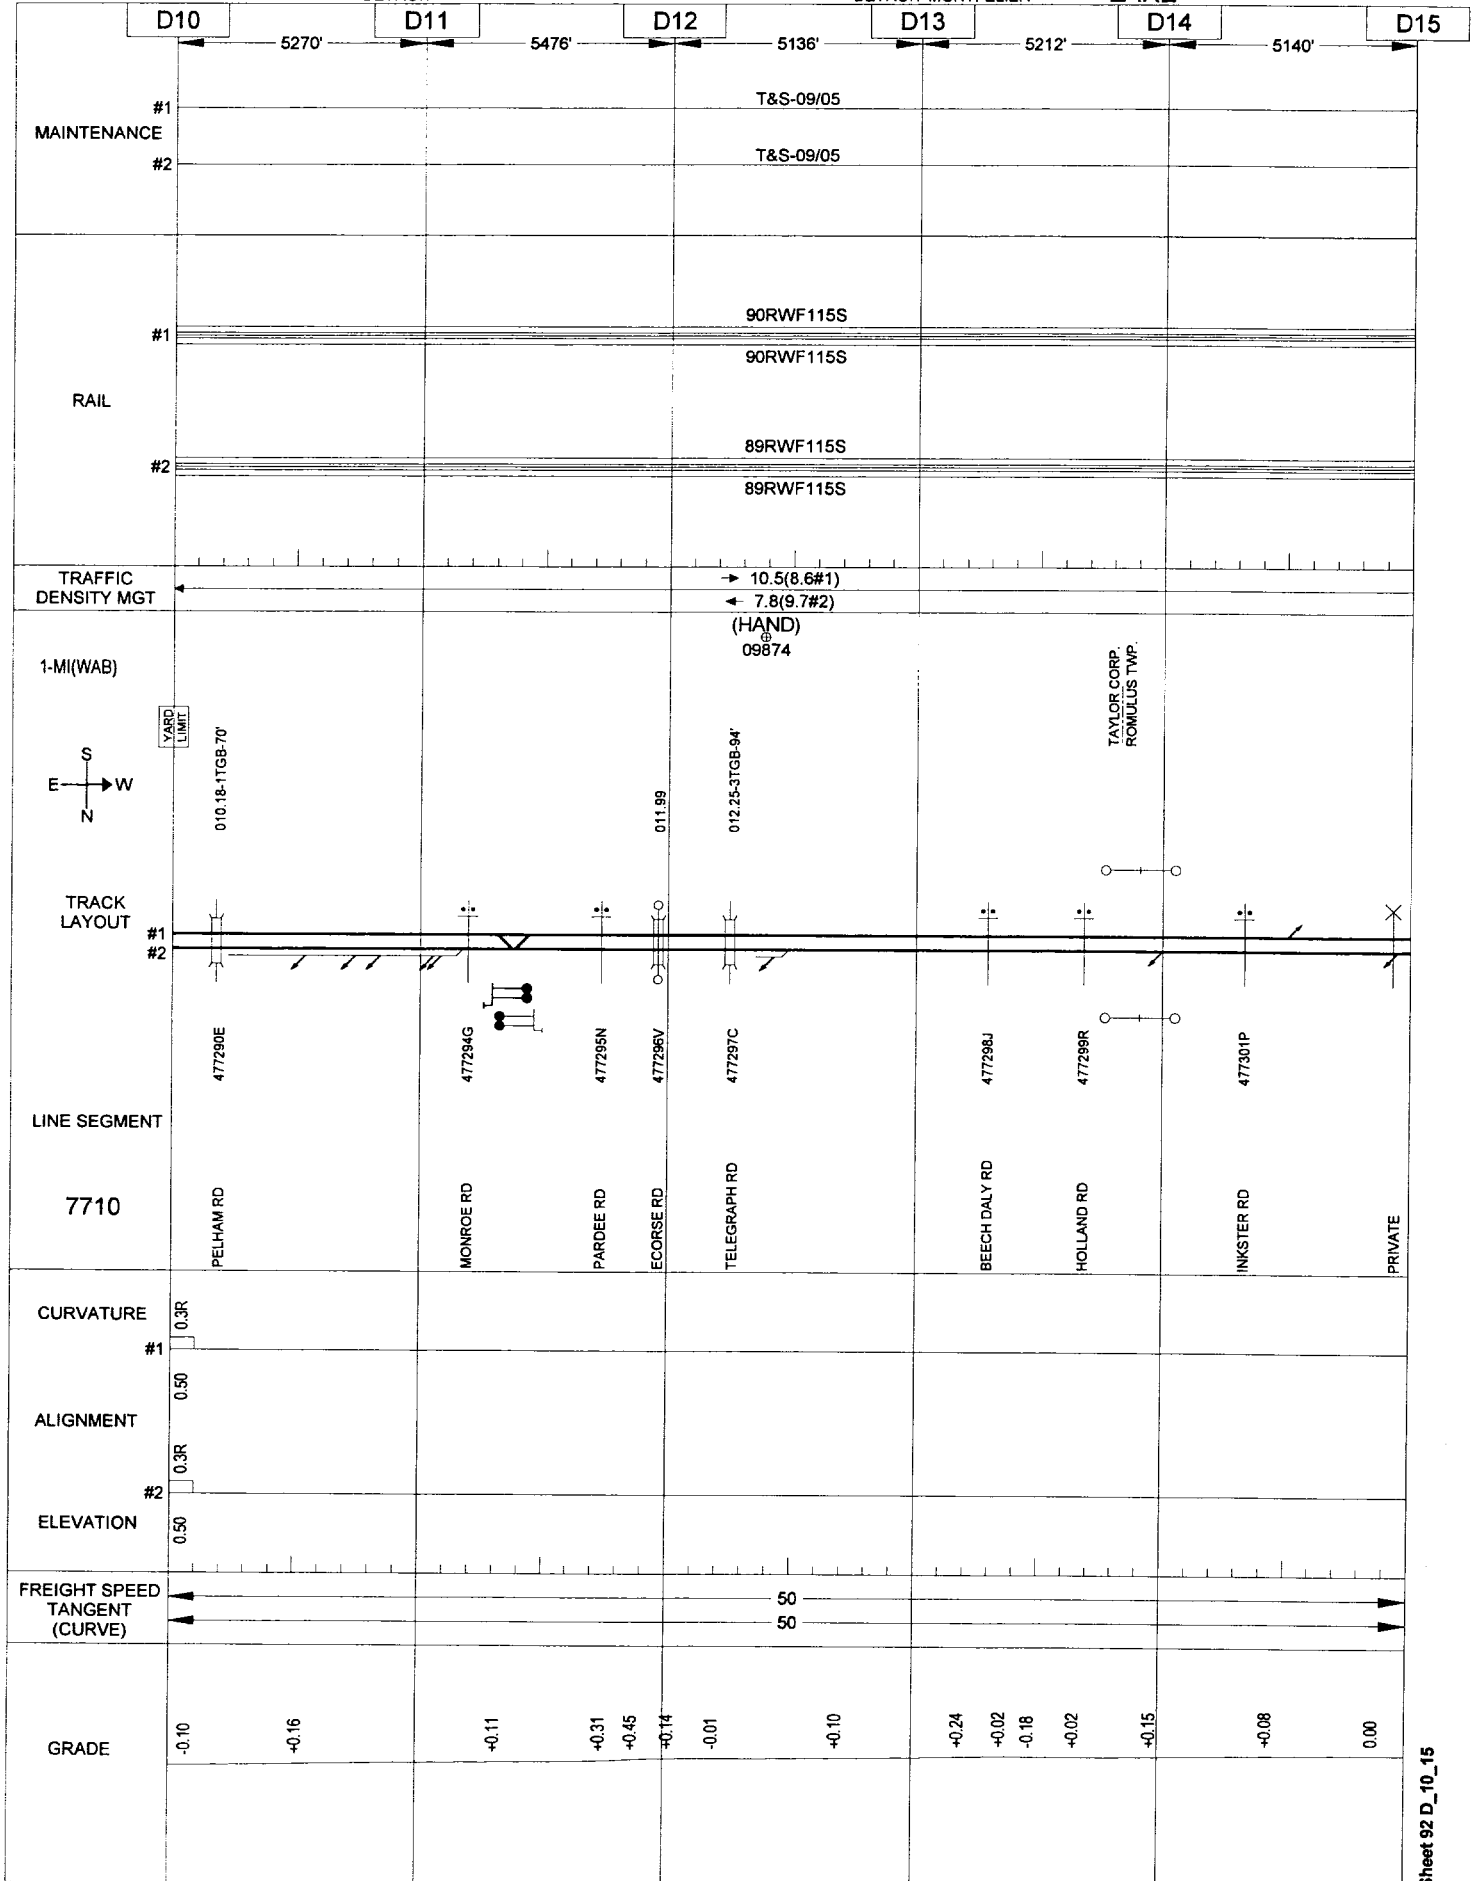 D10 D11 D12 D13 D14 D15
5270' 5476' 5136' 5212' 5140'
#1 T&S-09/05
MAINTENANCE
#2 T&S-09/05
90RWF115S
#1
90RWF115S
RAIL
89RWF115S
#2
89RWF115S
TRAFFIC
DENSITY MGT
10.5(8.6#1)
7.8(9.7#2)
(HAND)
09874
1-MI(WAB)
YARD
LIMIT
TAYLOR CORP.
ROMULUS TWP.
S
E W
N
010.18-1TGB-70'
011.99
012.25-3TGB-94'
TRACK
LAYOUT
#1
#2
477290E
477294G
477295N
477296V
477297C
477298J
477299R
477301P
LINE SEGMENT
7710
PELHAM RD
MONROE RD
PARDEE RD
ECORSE RD
TELEGRAPH RD
BEECH DALY RD
HOLLAND RD
INKSTER RD
PRIVATE
CURVATURE
0.3R
#1
0.50
ALIGNMENT
0.3R
#2
ELEVATION
0.50
FREIGHT SPEED
TANGENT
(CURVE)
50
50
GRADE
-0.10
+0.16
+0.11
+0.31
+0.45
+0.14
-0.01
+0.10
+0.24
+0.02
-0.18
+0.02
+0.15
+0.08
0.00
Sheet 92 D_10_15